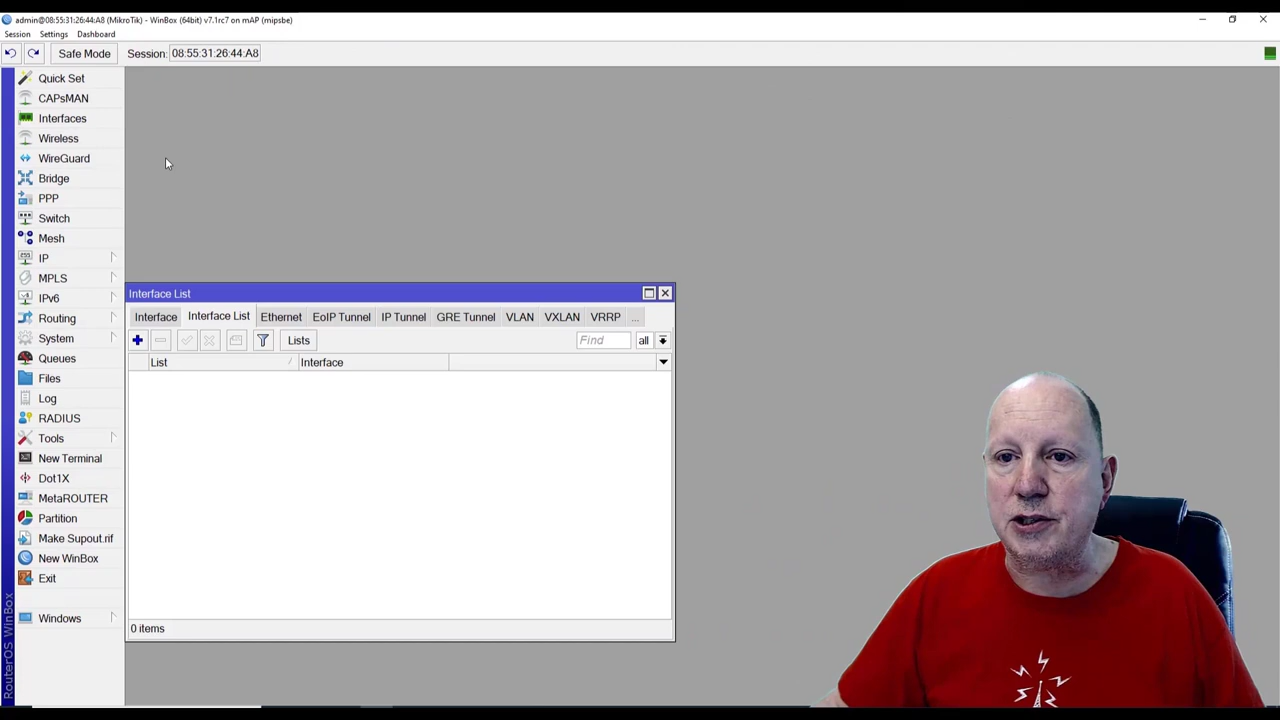 admin@08:55:31:26:44:A8 (MikroTik) - WinBox (64bit) v7.1rc7 on mAP (mipsbe)
Session Settings Dashboard
Safe Mode Session: 08:55:31:26:44:A8
Quick Set
CAPsMAN
Interfaces
Wireless
WireGuard
Bridge
PPP
Switch
Mesh
IP
MPLS
IPv6
Routing
System
Queues
Files
Log
RADIUS
Tools
New Terminal
Dot1X
MetaROUTER
Partition
Make Supout.rif
New WinBox
Exit
Windows
RouterOS WinBox
Interface List
Interface Interface List Ethernet EoIP Tunnel IP Tunnel GRE Tunnel VLAN VXLAN VRRP ...
Lists Find all
List Interface
0 items